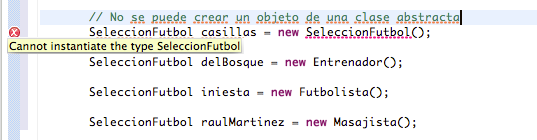 // No se puede crear un objeto de una clase abstracta
SeleccionFutbol casillas = new SeleccionFutbol();
Cannot instantiate the type SeleccionFutbol
SeleccionFutbol delBosque = new Entrenador();
SeleccionFutbol iniesta = new Futbolista();
SeleccionFutbol raulMartinez = new Masajista();